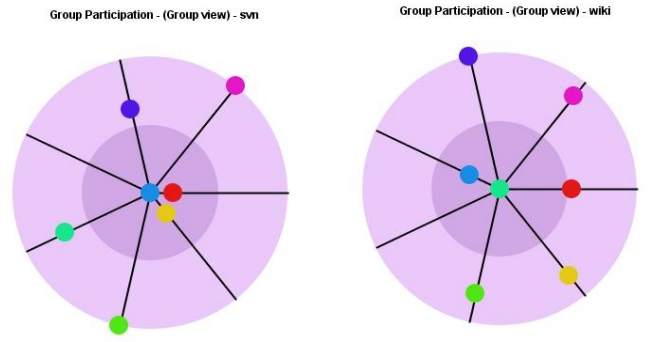 Group Participation - (Group view) - svn
Group Participation - (Group view) - wiki